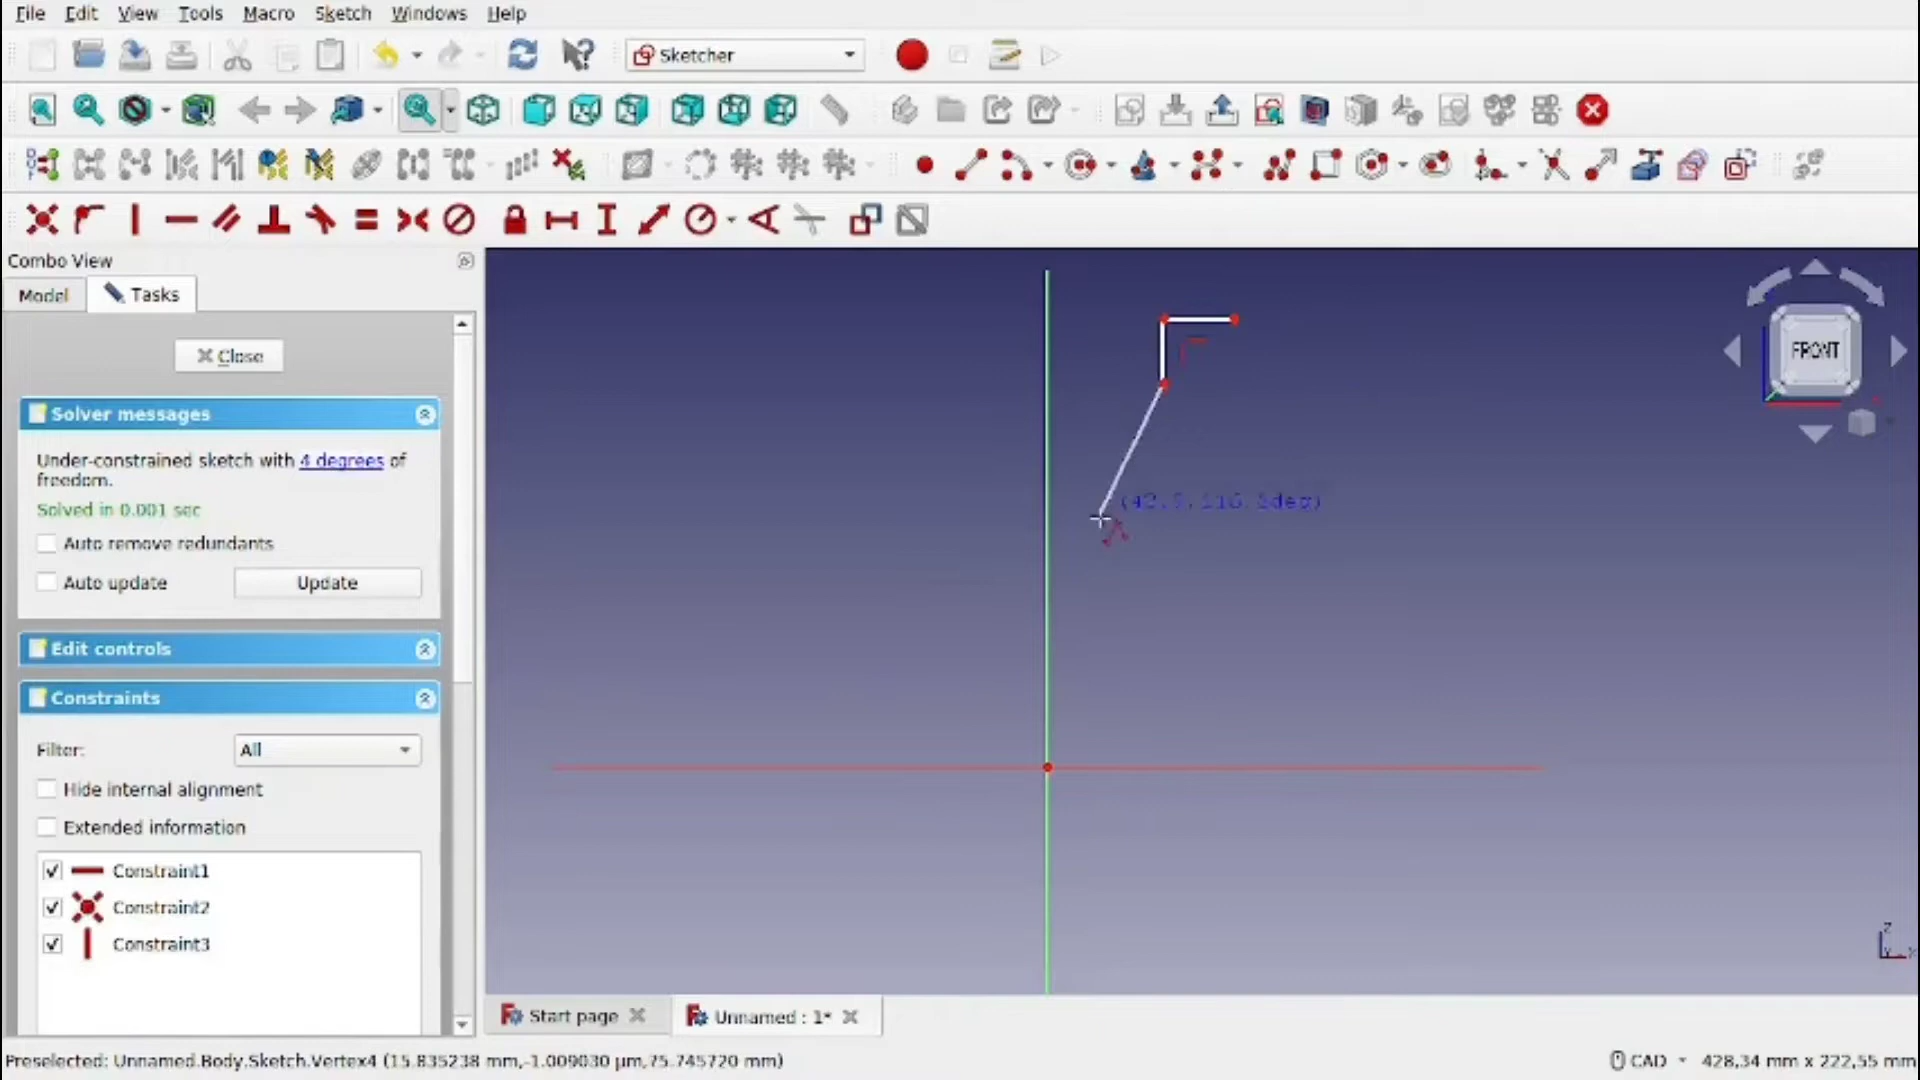 File Edit View Tools Macro Sketch Windows Help
Sketcher
Combo View
Model Tasks
Close
FRONT
Solver messages
Under-constrained sketch with 4 degrees of
freedom.
Solved in 0.001 sec
Auto remove redundants
Auto update Update
Edit controls
Constraints
Filter: All
Hide internal alignment
Extended information
Constraint1
Constraint2
Constraint3
Z
Start page Unnamed : 1*
Preselected: Unnamed.Body.Sketch.Vertex4 (15.835238 mm,-1.009030 µm,75.745720 mm) CAD 428,34 mm x 222,55 mm